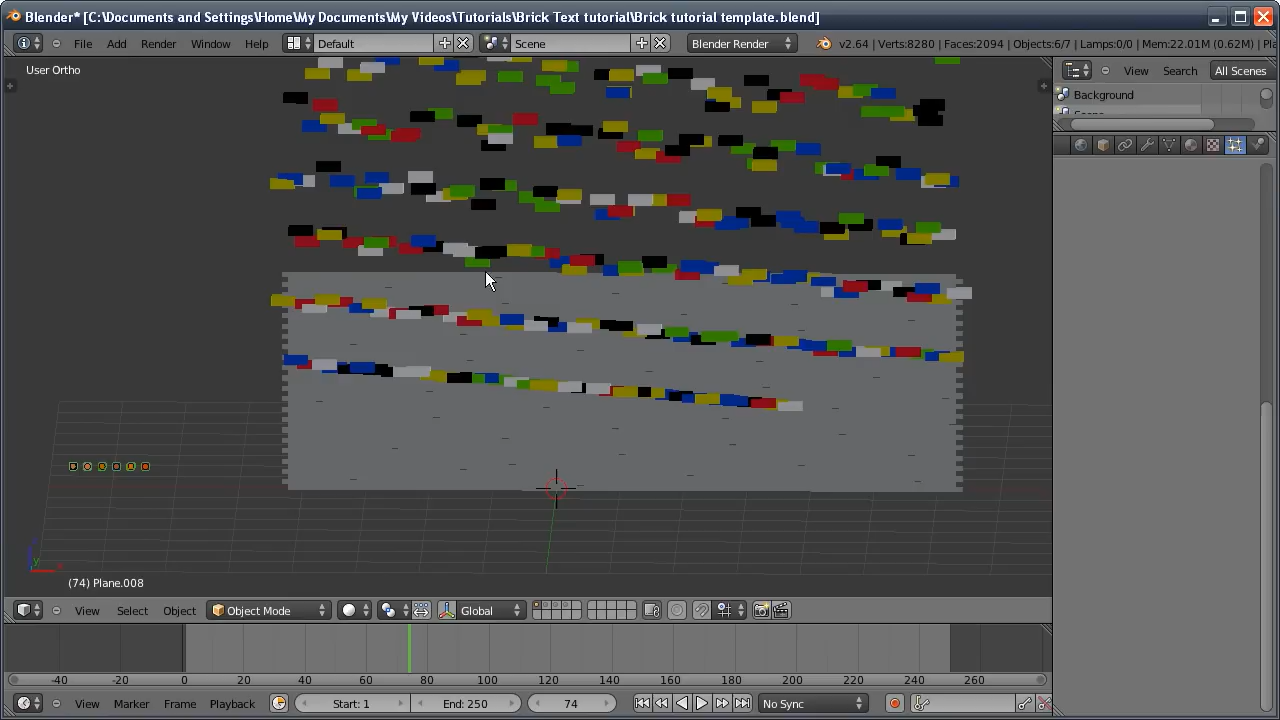 Blender* [C:\Documents and Settings\Home\My Documents\My Videos\Tutorials\Brick Text tutorial\Brick tutorial template.blend]
File Add Render Window Help Default Scene Blender Render v2.64 | Verts:8280 | Faces:2094 | Objects:6/7 | Lamps:0/0 | Mem:21.01M (0.62M) | Pl
User Ortho
View Search All Scenes
Background
(74) Plane.008
View Select Object Object Mode Global
-40 -20 0 20 40 60 80 100 120 140 160 180 200 220 240 260
View Marker Frame Playback Start: 1 End: 250 74 No Sync